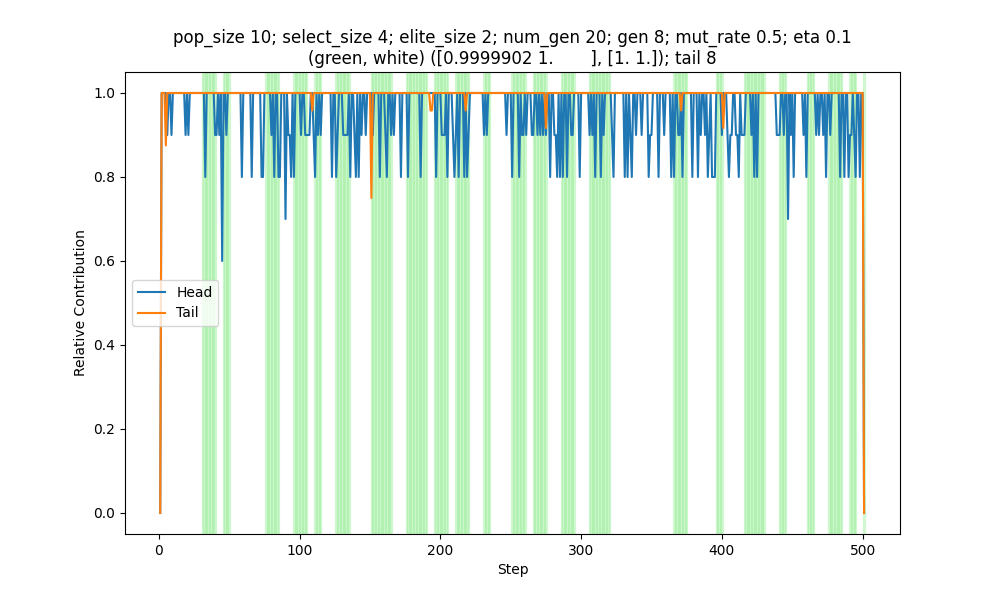 pop_size 10; select_size 4; elite_size 2; num_gen 20; gen 8; mut_rate 0.5; eta 0.1
(green, white) ([0.9999902 1.        ], [1. 1.]); tail 8
1.0
0.8
0.6
0.4
0.2
0.0
Relative Contribution
Head
Tail
0
100
200
300
400
500
Step